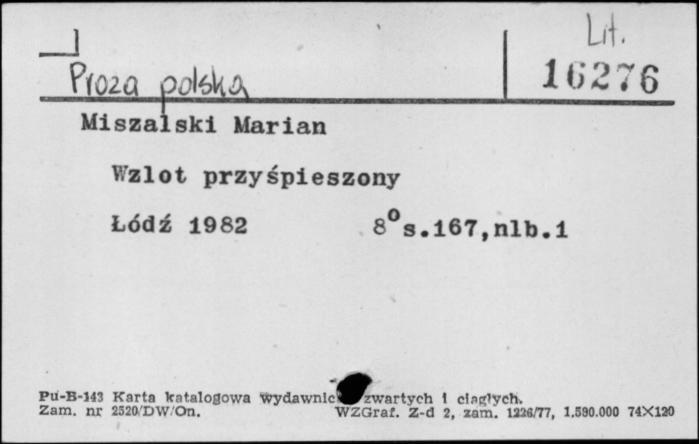 Lit.
Proza polska 16276
Miszalski Marian
Wzlot przyśpieszony
Łódź 1982 8° s.167,nlb.1
Pu-B-143 Karta katalogowa wydawnic zwartych i ciągłych.
Zam. nr 2520/DW/On. WZGraf. Z-d 2, zam. 1226/77, 1.590.000 74X120